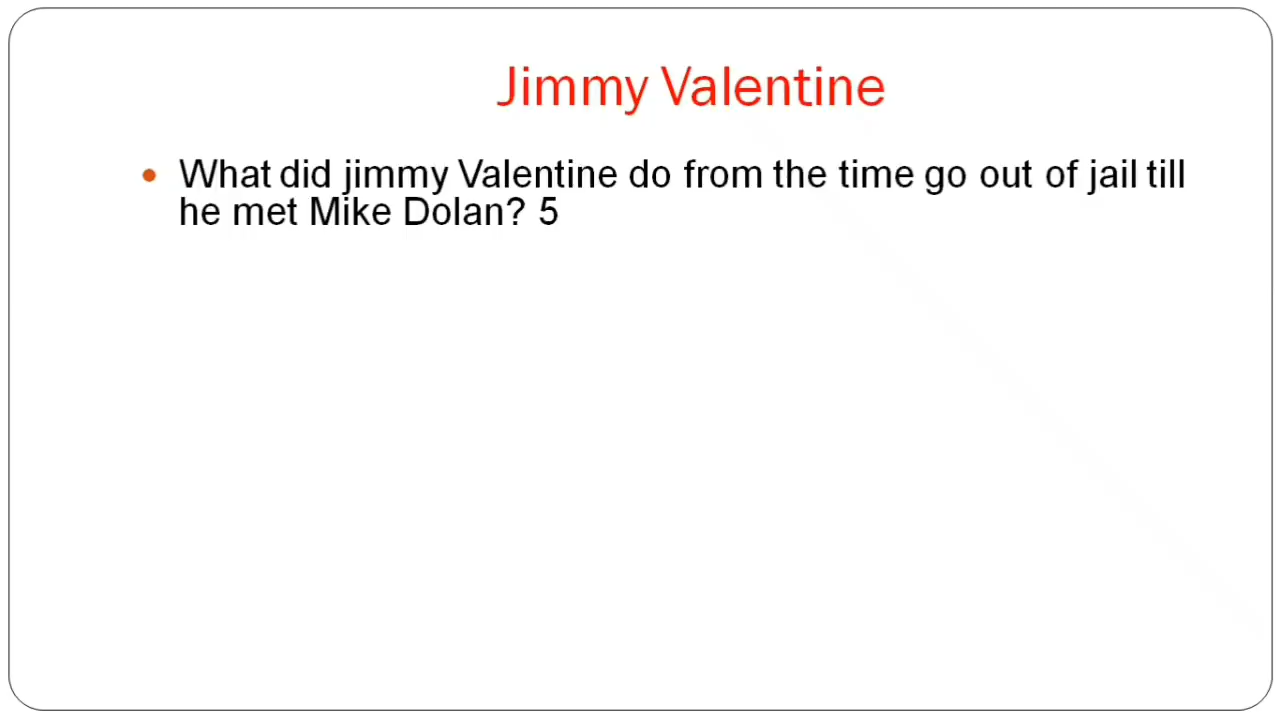 Jimmy Valentine
• What did jimmy Valentine do from the time go out of jail till
he met Mike Dolan? 5